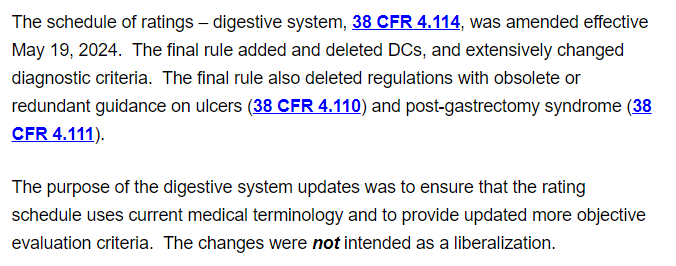 The schedule of ratings – digestive system, 38 CFR 4.114, was amended effective
May 19, 2024.  The final rule added and deleted DCs, and extensively changed
diagnostic criteria.  The final rule also deleted regulations with obsolete or
redundant guidance on ulcers (38 CFR 4.110) and post-gastrectomy syndrome (38
CFR 4.111).
The purpose of the digestive system updates was to ensure that the rating
schedule uses current medical terminology and to provide updated more objective
evaluation criteria.  The changes were not intended as a liberalization.